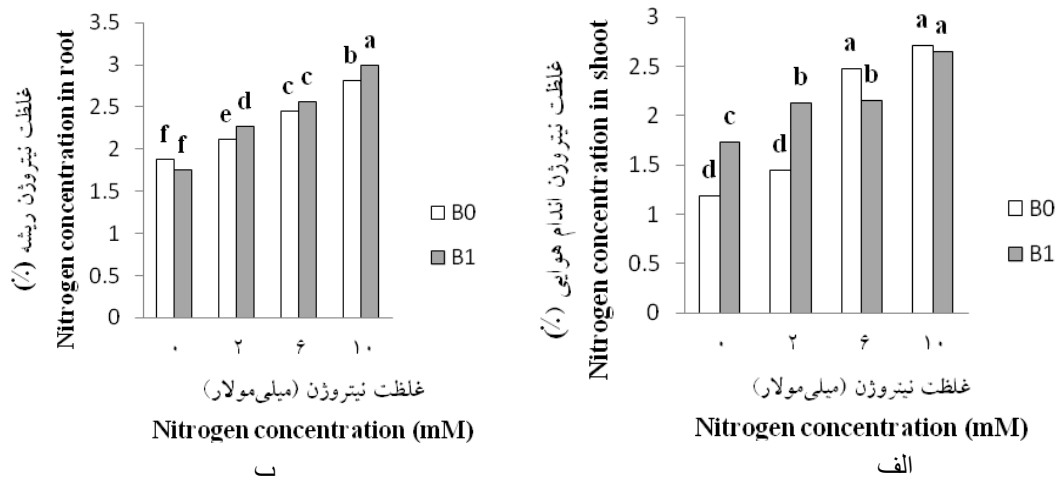 غلظت نیتروژن ریشه (٪)
Nitrogen concentration in root
3.5
3
2.5
2
1.5
1
0.5
0
f f e d c c b a
B0
B1
۰ ۲ ۶ ۱۰
غلظت نیتروژن (میلی‌مولار)
Nitrogen concentration (mM)
ب
غلظت نیتروژن اندام هوایی (٪)
Nitrogen concentration in shoot
3
2.5
2
1.5
1
0.5
0
d c d b a b a a
B0
B1
۰ ۲ ۶ ۱۰
غلظت نیتروژن (میلی‌مولار)
Nitrogen concentration (mM)
الف